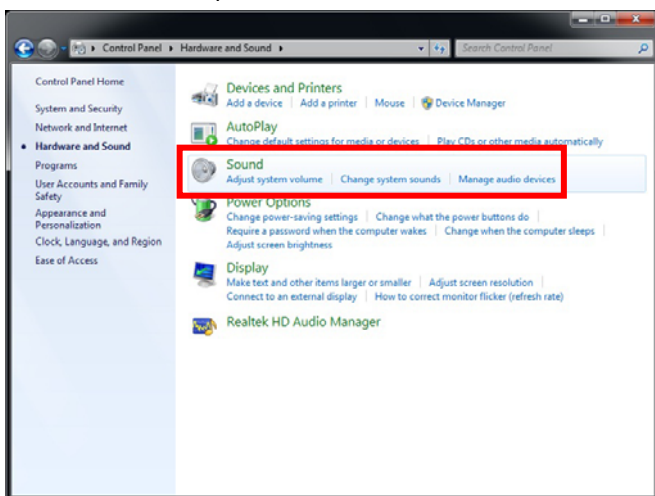 Control Panel ▸ Hardware and Sound ▸
Search Control Panel
Control Panel Home
System and Security
Network and Internet
Hardware and Sound
Programs
User Accounts and Family
Safety
Appearance and
Personalization
Clock, Language, and Region
Ease of Access
Devices and Printers
Add a device | Add a printer | Mouse | Device Manager
AutoPlay
Change default settings for media or devices | Play CDs or other media automatically
Sound
Adjust system volume | Change system sounds | Manage audio devices
Power Options
Change power-saving settings | Change what the power buttons do |
Require a password when the computer wakes | Change when the computer sleeps |
Adjust screen brightness
Display
Make text and other items larger or smaller | Adjust screen resolution |
Connect to an external display | How to correct monitor flicker (refresh rate)
Realtek HD Audio Manager